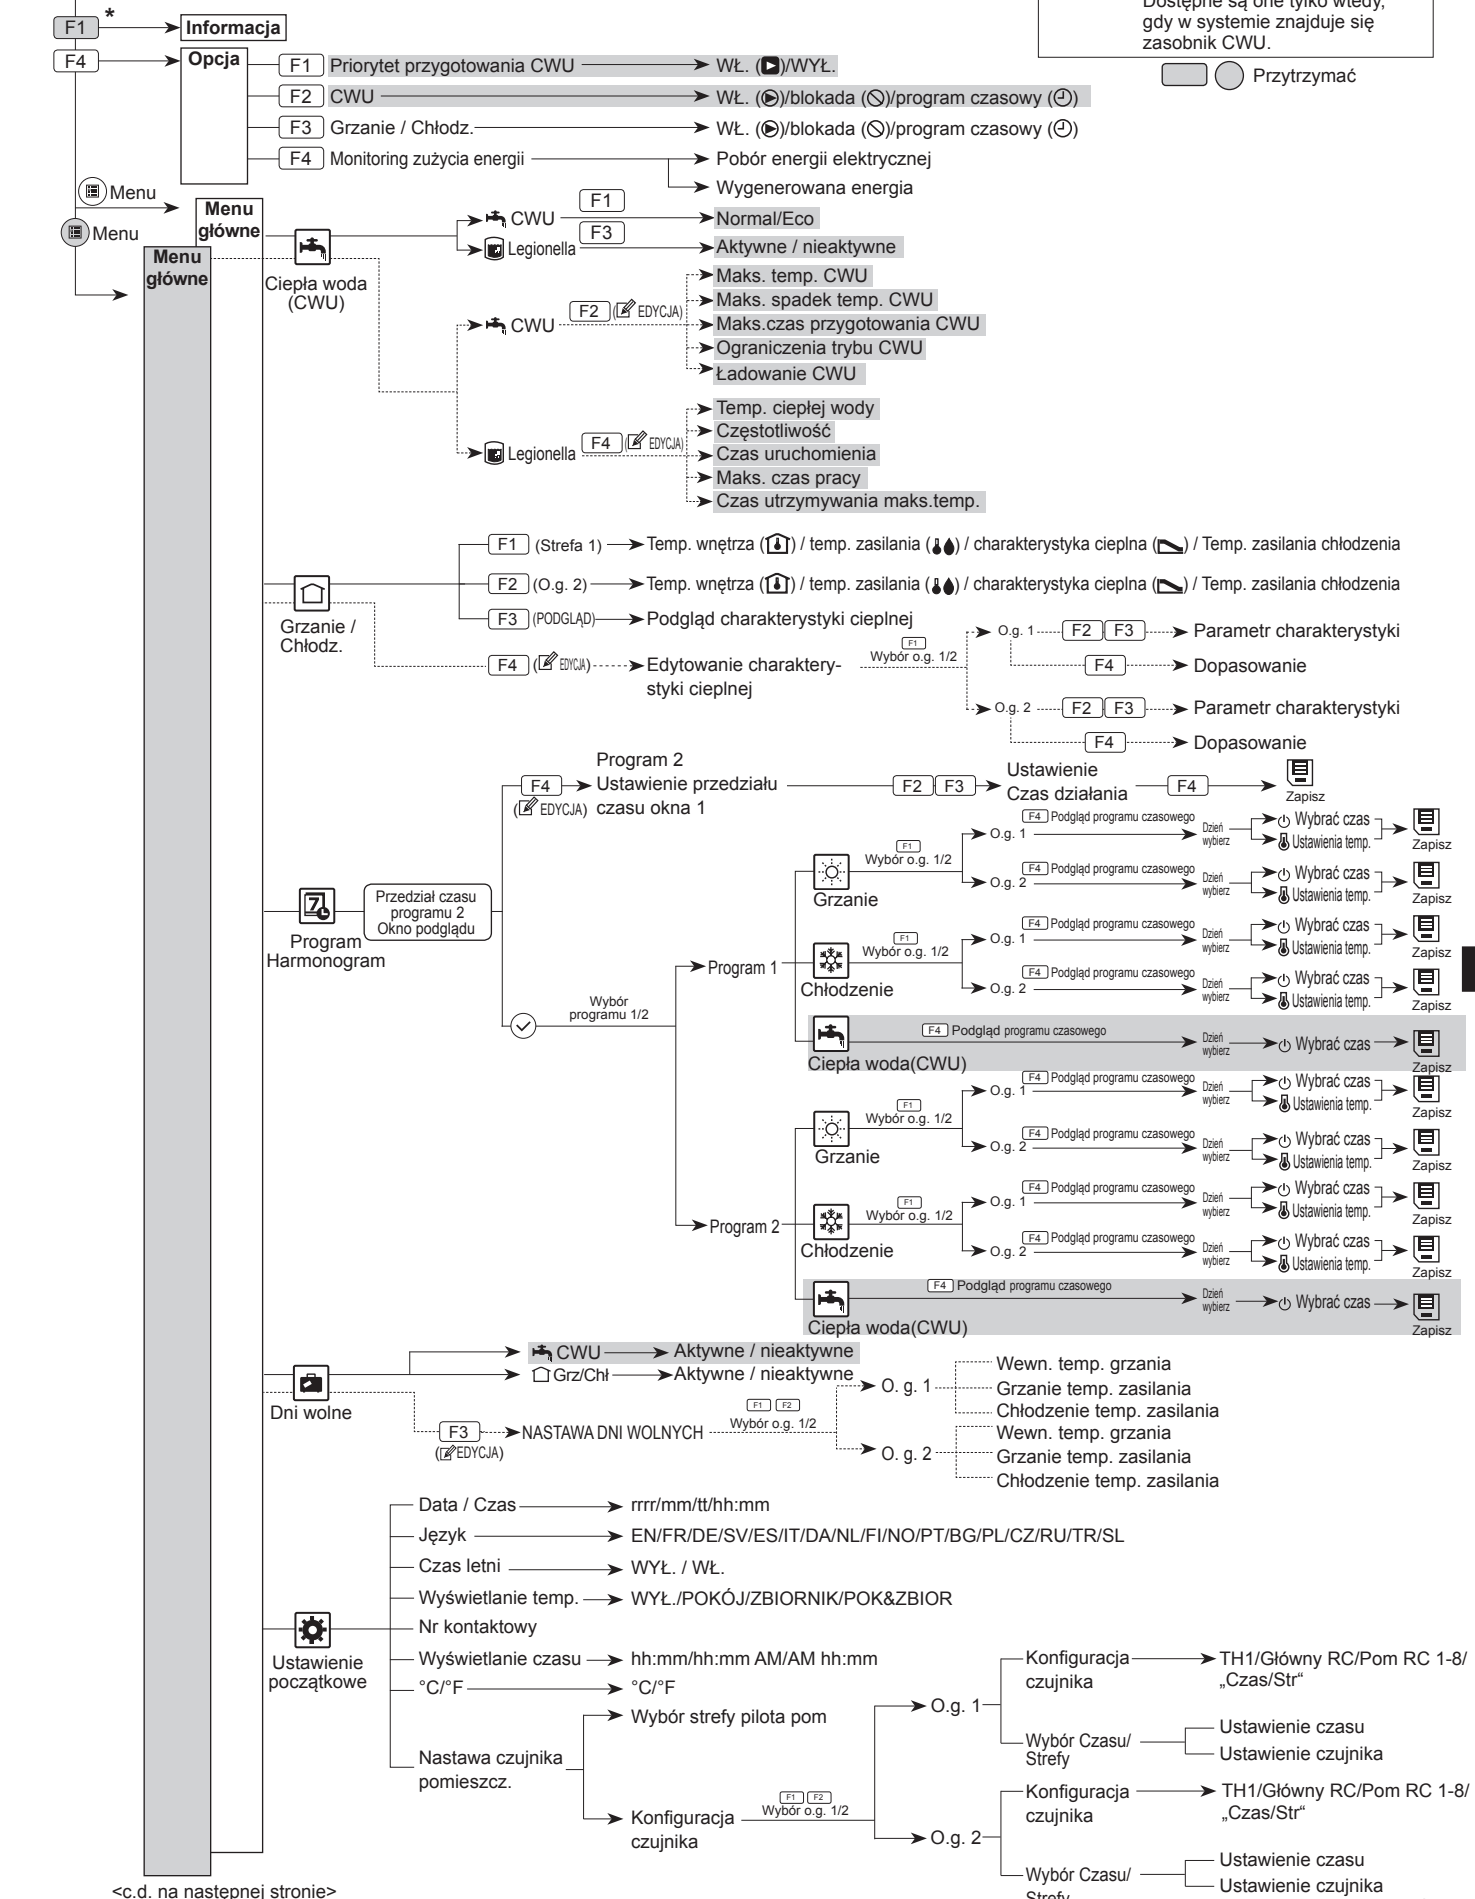 Dostępne są one tylko wtedy,
gdy w systemie znajduje się
zasobnik CWU.
Przytrzymać
F1 * Informacja
F4 Opcja
F1 Priorytet przygotowania CWU WŁ. ()/WYŁ.
F2 CWU WŁ. ()/blokada ()/program czasowy ()
F3 Grzanie / Chłodz. WŁ. ()/blokada ()/program czasowy ()
F4 Monitoring zużycia energii Pobór energii elektrycznej
Wygenerowana energia
Menu
Menu
Menu
główne
Menu
główne
Ciepła woda
(CWU)
CWU F1 Normal/Eco
Legionella F3 Aktywne / nieaktywne
CWU F2 (EDYCJA)
Maks. temp. CWU
Maks. spadek temp. CWU
Maks.czas przygotowania CWU
Ograniczenia trybu CWU
Ładowanie CWU
Legionella F4 (EDYCJA)
Temp. ciepłej wody
Częstotliwość
Czas uruchomienia
Maks. czas pracy
Czas utrzymywania maks.temp.
Grzanie /
Chłodz.
F1 (Strefa 1) Temp. wnętrza () / temp. zasilania () / charakterystyka cieplna () / Temp. zasilania chłodzenia
F2 (O.g. 2) Temp. wnętrza () / temp. zasilania () / charakterystyka cieplna () / Temp. zasilania chłodzenia
F3 (PODGLĄD) Podgląd charakterystyki cieplnej
F4 (EDYCJA) Edytowanie charaktery-
styki cieplnej
F1
Wybór o.g. 1/2
O.g. 1 F2 F3 Parametr charakterystyki
F4 Dopasowanie
O.g. 2 F2 F3 Parametr charakterystyki
F4 Dopasowanie
Program
Harmonogram
Przedział czasu
programu 2
Okno podglądu
F4
(EDYCJA)
Program 2
Ustawienie przedziału
czasu okna 1
F2 F3
Ustawienie
Czas działania
F4
Zapisz
Wybór
programu 1/2
Program 1
Grzanie
F1
Wybór o.g. 1/2
O.g. 1 F4 Podgląd programu czasowego Dzień wybierz Wybrać czas
Ustawienia temp. Zapisz
O.g. 2 F4 Podgląd programu czasowego Dzień wybierz Wybrać czas
Ustawienia temp. Zapisz
Chłodzenie
F1
Wybór o.g. 1/2
O.g. 1 F4 Podgląd programu czasowego Dzień wybierz Wybrać czas
Ustawienia temp. Zapisz
O.g. 2 F4 Podgląd programu czasowego Dzień wybierz Wybrać czas
Ustawienia temp. Zapisz
Ciepła woda(CWU)
F4 Podgląd programu czasowego Dzień wybierz Wybrać czas Zapisz
Program 2
Grzanie
F1
Wybór o.g. 1/2
O.g. 1 F4 Podgląd programu czasowego Dzień wybierz Wybrać czas
Ustawienia temp. Zapisz
O.g. 2 F4 Podgląd programu czasowego Dzień wybierz Wybrać czas
Ustawienia temp. Zapisz
Chłodzenie
F1
Wybór o.g. 1/2
O.g. 1 F4 Podgląd programu czasowego Dzień wybierz Wybrać czas
Ustawienia temp. Zapisz
O.g. 2 F4 Podgląd programu czasowego Dzień wybierz Wybrać czas
Ustawienia temp. Zapisz
Ciepła woda(CWU)
F4 Podgląd programu czasowego Dzień wybierz Wybrać czas Zapisz
Dni wolne
CWU Aktywne / nieaktywne
Grz/Chł Aktywne / nieaktywne
F3
(EDYCJA)
NASTAWA DNI WOLNYCH
F1 F2
Wybór o.g. 1/2
O. g. 1
Wewn. temp. grzania
Grzanie temp. zasilania
Chłodzenie temp. zasilania
O. g. 2
Wewn. temp. grzania
Grzanie temp. zasilania
Chłodzenie temp. zasilania
Ustawienie
początkowe
Data / Czas rrrr/mm/tt/hh:mm
Język EN/FR/DE/SV/ES/IT/DA/NL/FI/NO/PT/BG/PL/CZ/RU/TR/SL
Czas letni WYŁ. / WŁ.
Wyświetlanie temp. WYŁ./POKÓJ/ZBIORNIK/POK&ZBIOR
Nr kontaktowy
Wyświetlanie czasu hh:mm/hh:mm AM/AM hh:mm
°C/°F °C/°F
Nastawa czujnika
pomieszcz.
Wybór strefy pilota pom
Konfiguracja
czujnika
F1 F2
Wybór o.g. 1/2
O.g. 1
Konfiguracja
czujnika
TH1/Główny RC/Pom RC 1-8/
„Czas/Str“
Wybór Czasu/
Strefy
Ustawienie czasu
Ustawienie czujnika
O.g. 2
Konfiguracja
czujnika
TH1/Główny RC/Pom RC 1-8/
„Czas/Str“
Wybór Czasu/
Strefy
Ustawienie czasu
Ustawienie czujnika
<c.d. na następnej stronie>